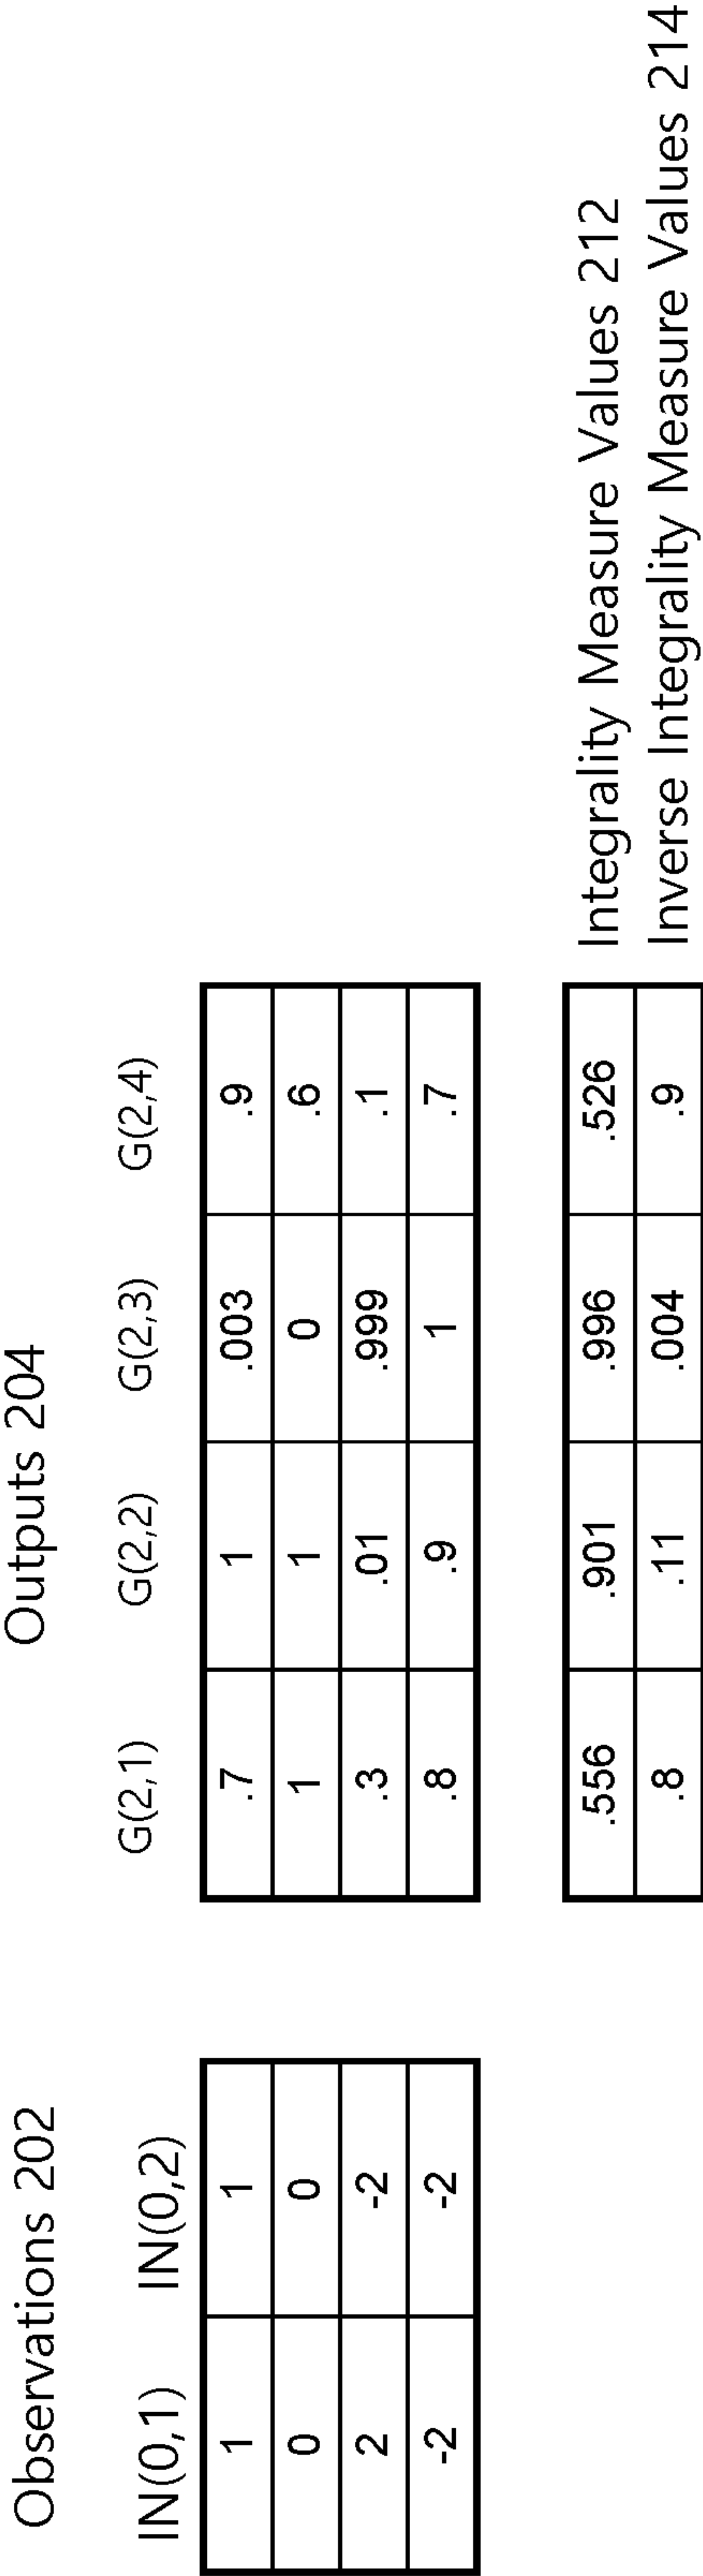 Observations 202 Outputs 204
IN(0,1) IN(0,2) G(2,1) G(2,2) G(2,3) G(2,4)
1 1 .7 1 .003 .9
0 0 1 1 0 .6
2 -2 .3 .01 .999 .1
-2 -2 .8 .9 1 .7
.556 .901 .996 .526 Integrality Measure Values 212
.8 .11 .004 .9 Inverse Integrality Measure Values 214